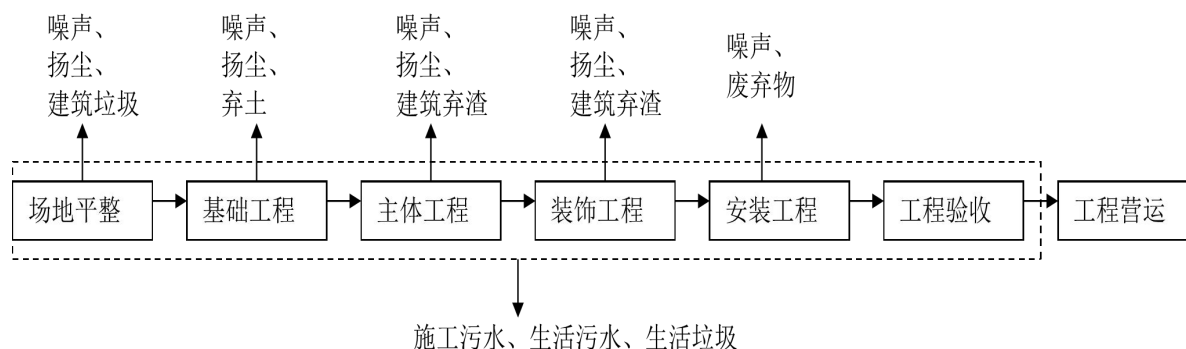 噪声、
扬尘、
建筑垃圾
噪声、
扬尘、
弃土
噪声、
扬尘、
建筑弃渣
噪声、
扬尘、
建筑弃渣
噪声、
废弃物
场地平整
基础工程
主体工程
装饰工程
安装工程
工程验收
工程营运
施工污水、生活污水、生活垃圾